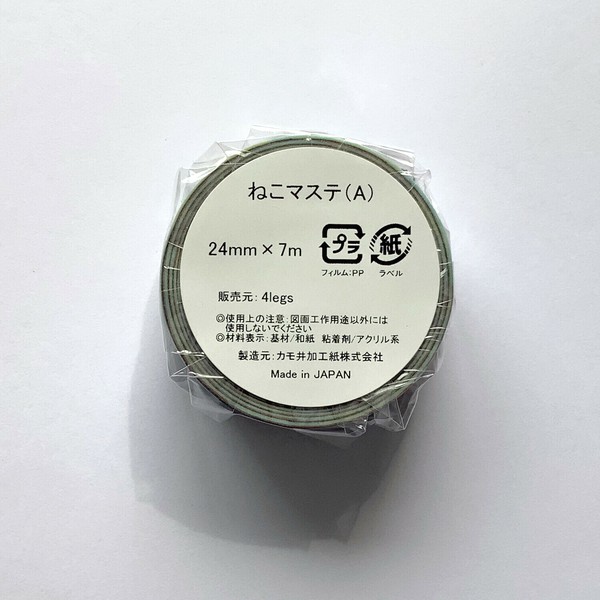 ねこマステ(A)
24mm×7m
プラ
紙
フィルム:PP ラベル
販売元: 4legs
◎使用上の注意:図画工作用途以外には
使用しないでください
◎材料表示:基材/和紙 粘着剤/アクリル系
製造元:カモ井加工紙株式会社
Made in JAPAN